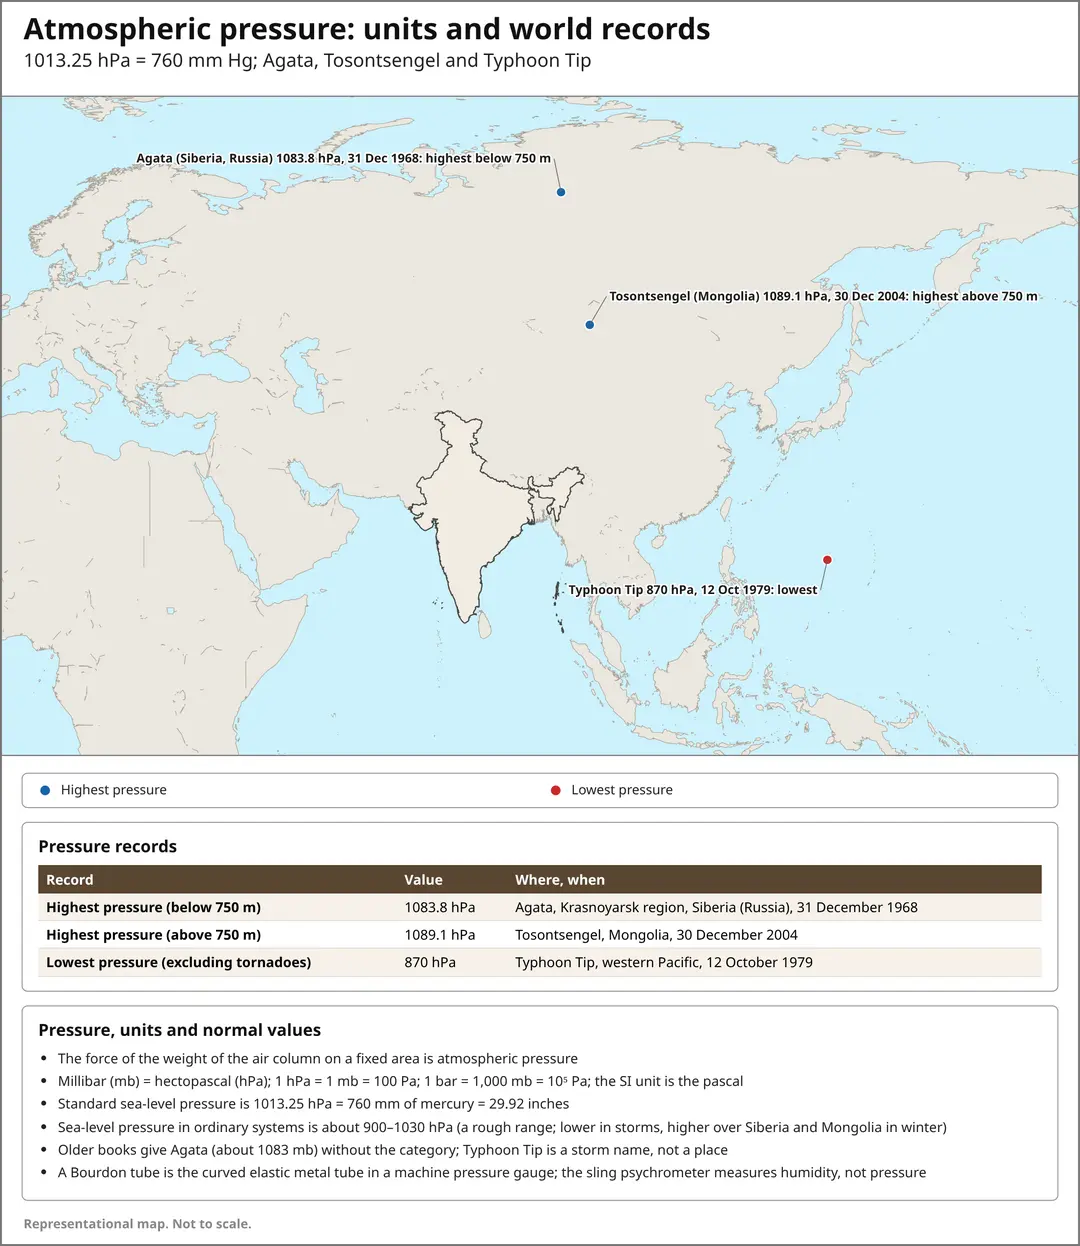 Atmospheric pressure: units and world records
1013.25 hPa = 760 mm Hg; Agata, Tosontsengel and Typhoon Tip
Agata (Siberia, Russia) 1083.8 hPa, 31 Dec 1968: highest below 750 m
Tosontsengel (Mongolia) 1089.1 hPa, 30 Dec 2004: highest above 750 m
Typhoon Tip 870 hPa, 12 Oct 1979: lowest
Highest pressure
Lowest pressure
Pressure records
Record Value Where, when
Highest pressure (below 750 m) 1083.8 hPa Agata, Krasnoyarsk region, Siberia (Russia), 31 December 1968
Highest pressure (above 750 m) 1089.1 hPa Tosontsengel, Mongolia, 30 December 2004
Lowest pressure (excluding tornadoes) 870 hPa Typhoon Tip, western Pacific, 12 October 1979
Pressure, units and normal values
• The force of the weight of the air column on a fixed area is atmospheric pressure
• Millibar (mb) = hectopascal (hPa); 1 hPa = 1 mb = 100 Pa; 1 bar = 1,000 mb = 10⁵ Pa; the SI unit is the pascal
• Standard sea-level pressure is 1013.25 hPa = 760 mm of mercury = 29.92 inches
• Sea-level pressure in ordinary systems is about 900–1030 hPa (a rough range; lower in storms, higher over Siberia and Mongolia in winter)
• Older books give Agata (about 1083 mb) without the category; Typhoon Tip is a storm name, not a place
• A Bourdon tube is the curved elastic metal tube in a machine pressure gauge; the sling psychrometer measures humidity, not pressure
Representational map. Not to scale.